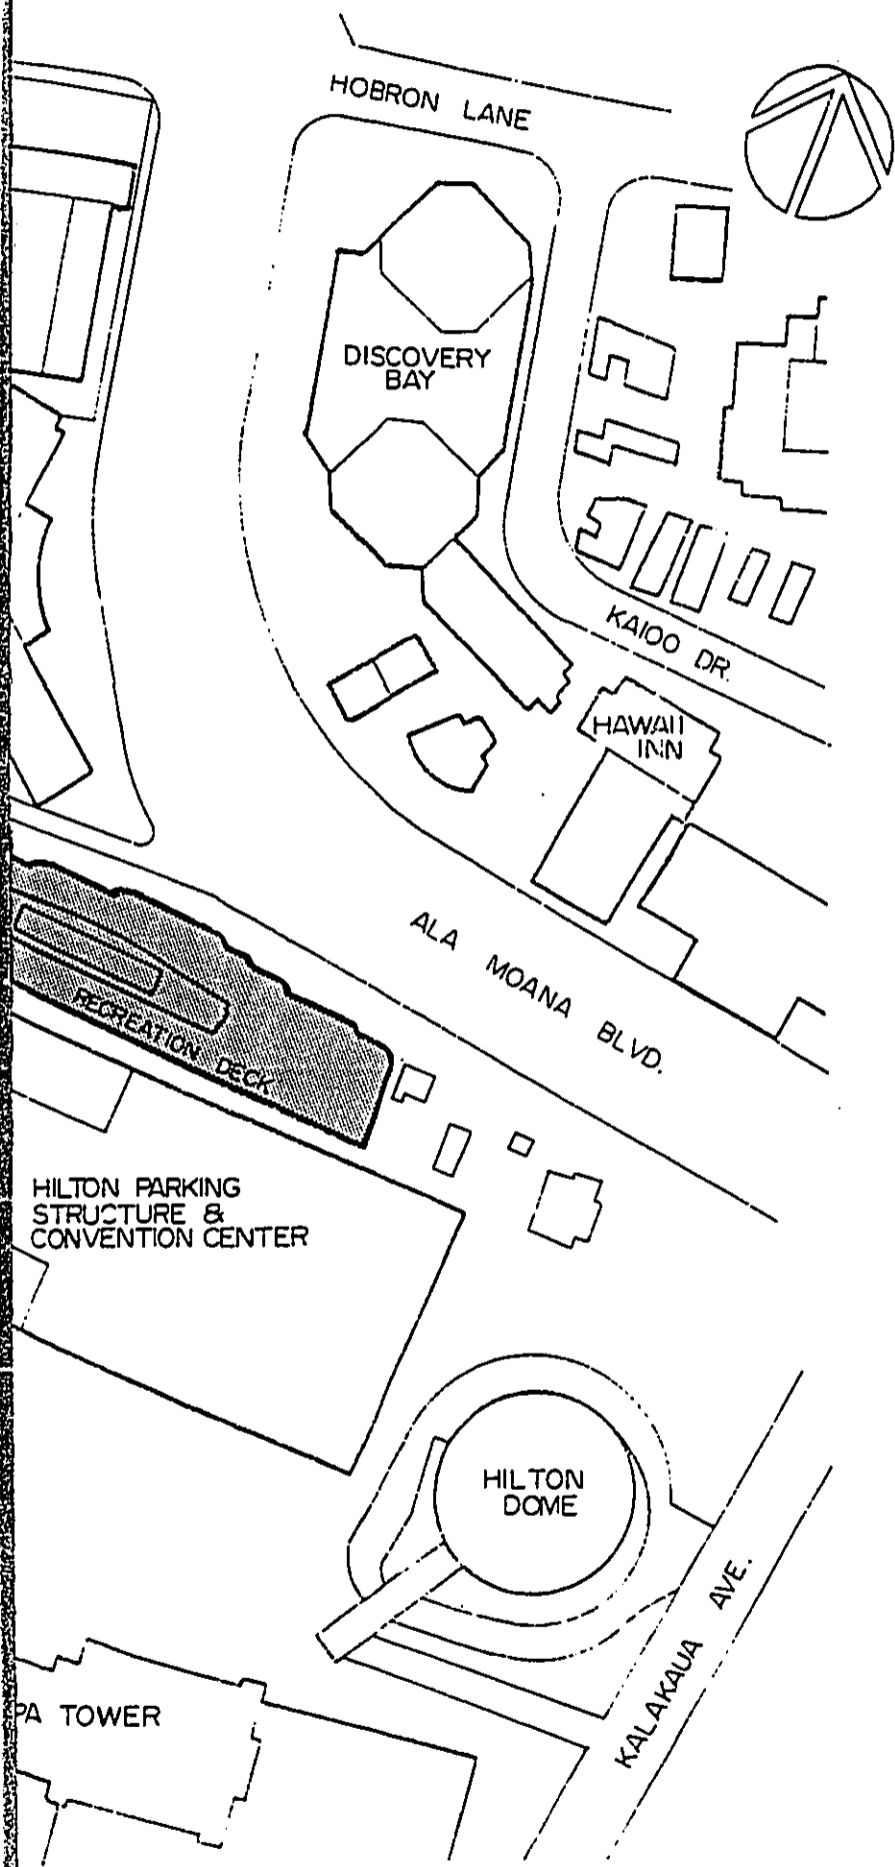 HOBRON LANE
DISCOVERY
BAY
KAIOO DR.
HAWAII
INN
ALA MOANA BLVD.
RECREATION DECK
HILTON PARKING
STRUCTURE &
CONVENTION CENTER
HILTON
DOME
KALAKAUA AVE.
PA TOWER